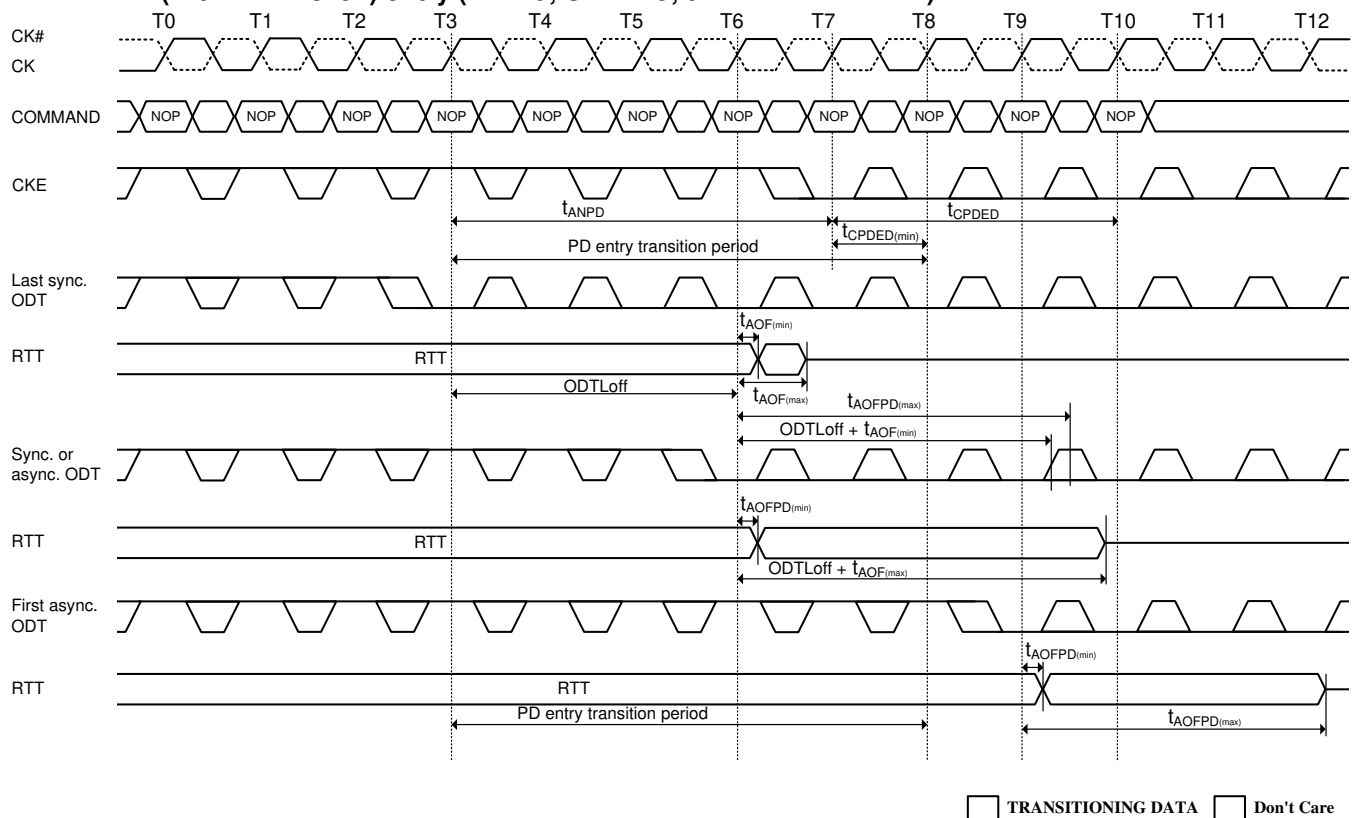 entry
T0 T1 T2 T3 T4 T5 T6 T7 T8 T9 T10 T11 T12
CK#
CK
COMMAND NOP NOP NOP NOP NOP NOP NOP NOP NOP NOP NOP
CKE
tANPD tCPDED
tCPDED(min)
PD entry transition period
Last sync.
ODT
tAOF(min)
RTT RTT
ODTLoff tAOF(max)
tAOFPD(max)
ODTLoff + tAOF(min)
Sync. or
async. ODT
tAOFPD(min)
RTT RTT
ODTLoff + tAOF(max)
First async.
ODT
tAOFPD(min)
RTT RTT
PD entry transition period tAOFPD(max)
TRANSITIONING DATA Don't Care